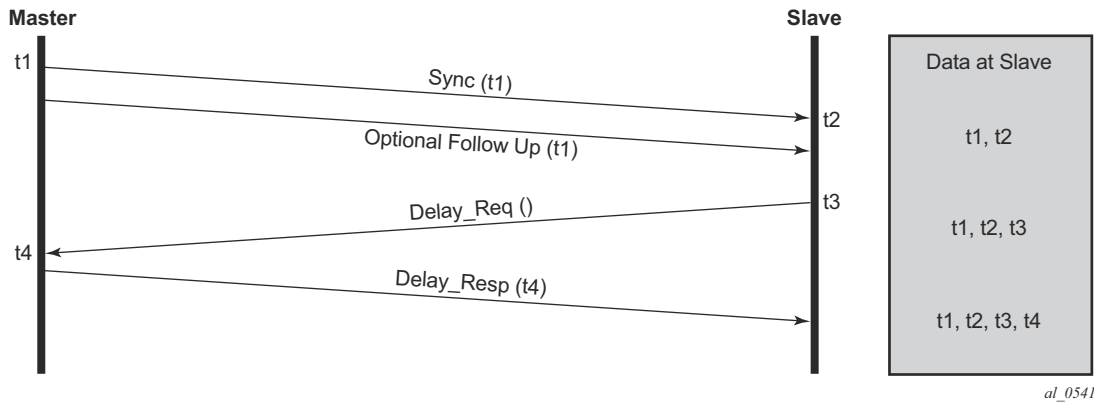 Master
Slave
t1
Sync (t1)
t2
Optional Follow Up (t1)
t3
Delay_Req ()
t4
Delay_Resp (t4)
Data at Slave
t1, t2
t1, t2, t3
t1, t2, t3, t4
al_0541